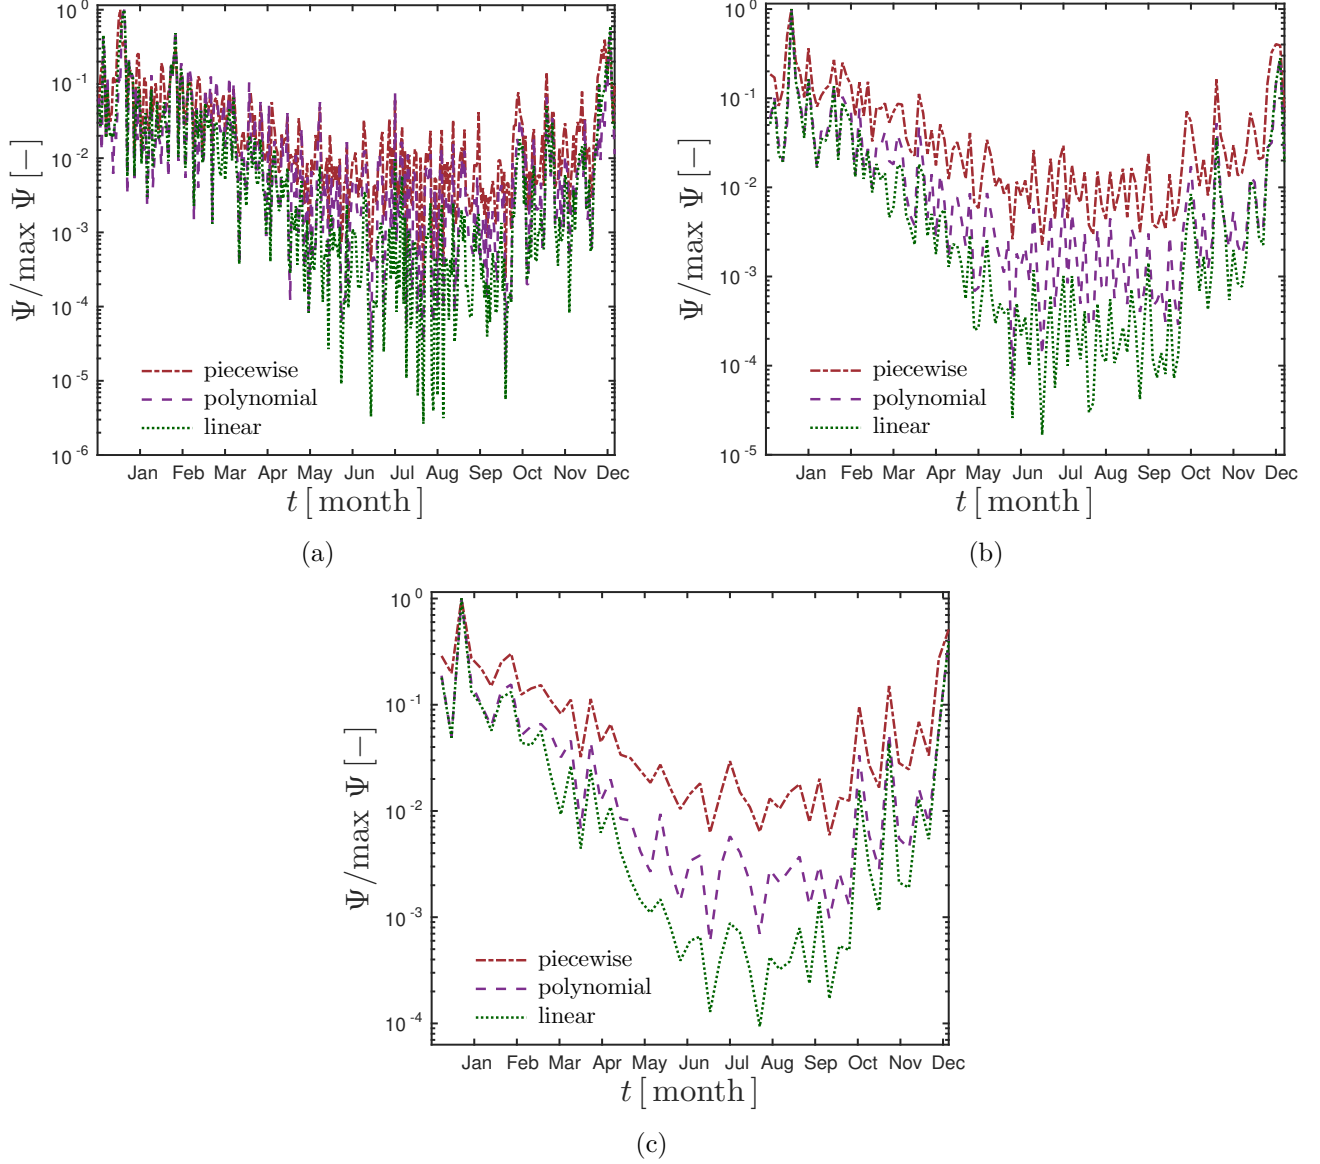 Ψ/max Ψ [−]
10^0
10^-1
10^-2
10^-3
10^-4
10^-5
10^-6
piecewise
polynomial
linear
Jan Feb Mar Apr May Jun Jul Aug Sep Oct Nov Dec
t [ month ]
(a)
Ψ/max Ψ [−]
10^0
10^-1
10^-2
10^-3
10^-4
10^-5
piecewise
polynomial
linear
Jan Feb Mar Apr May Jun Jul Aug Sep Oct Nov Dec
t [ month ]
(b)
Ψ/max Ψ [−]
10^0
10^-1
10^-2
10^-3
10^-4
piecewise
polynomial
linear
Jan Feb Mar Apr May Jun Jul Aug Sep Oct Nov Dec
t [ month ]
(c)